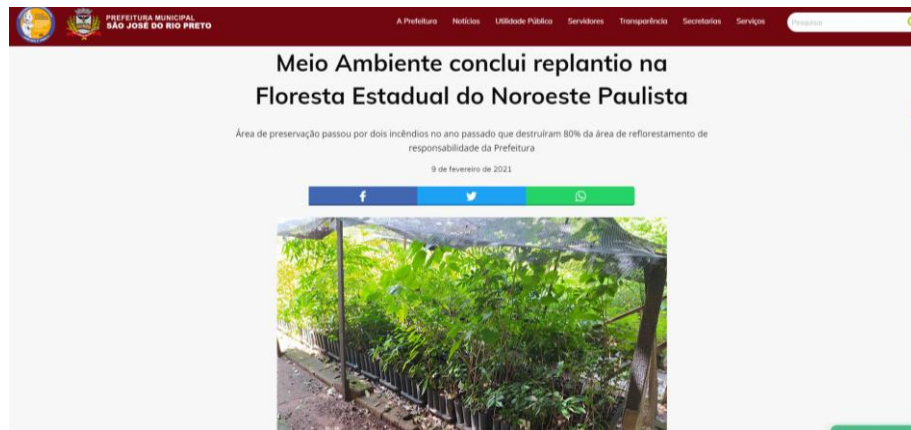 PREFEITURA MUNICIPAL
SÃO JOSÉ DO RIO PRETO
A Prefeitura Notícias Utilidade Pública Servidores Transparência Secretarias Serviços
Pesquisar
Meio Ambiente conclui replantio na
Floresta Estadual do Noroeste Paulista
Área de preservação passou por dois incêndios no ano passado que destruíram 80% da área de reflorestamento de
responsabilidade da Prefeitura
9 de fevereiro de 2021